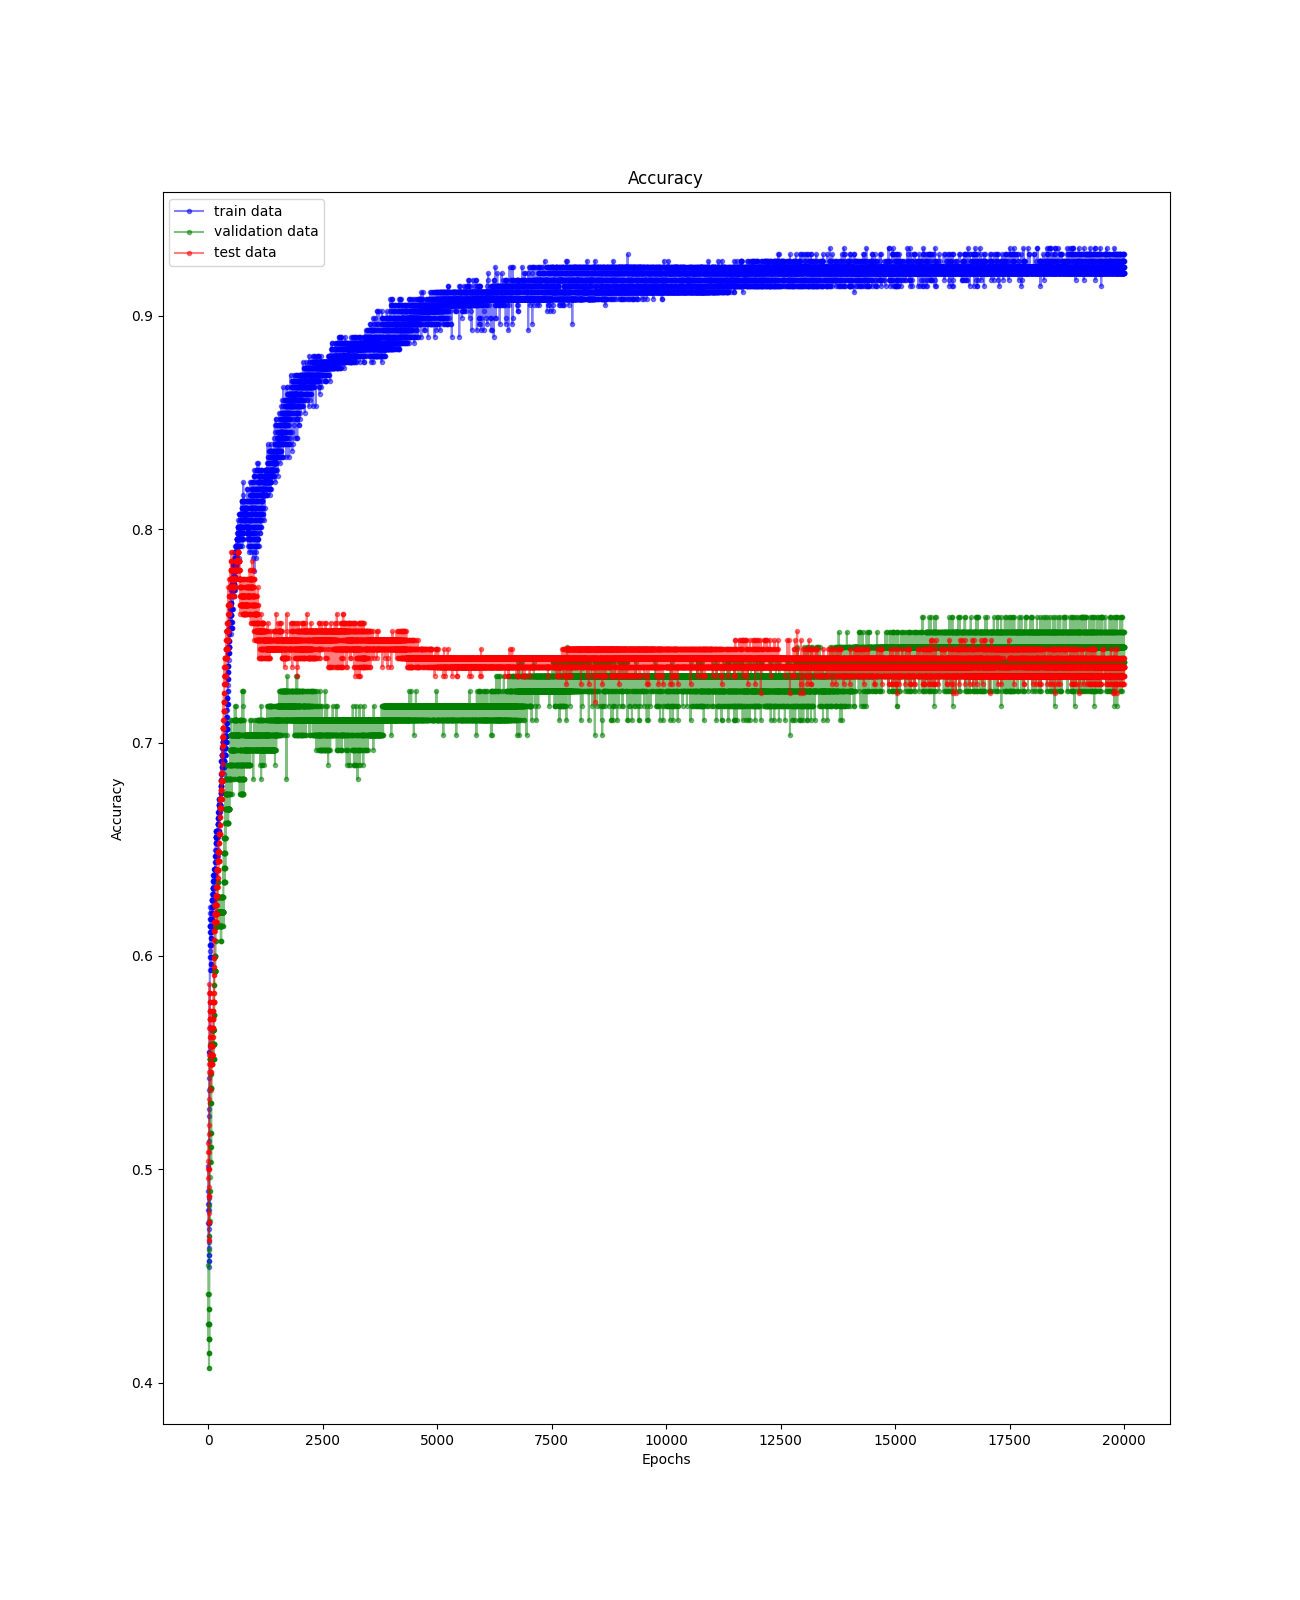 Accuracy
train data
validation data
test data
0.9
0.8
0.7
0.6
0.5
0.4
Accuracy
0 2500 5000 7500 10000 12500 15000 17500 20000
Epochs